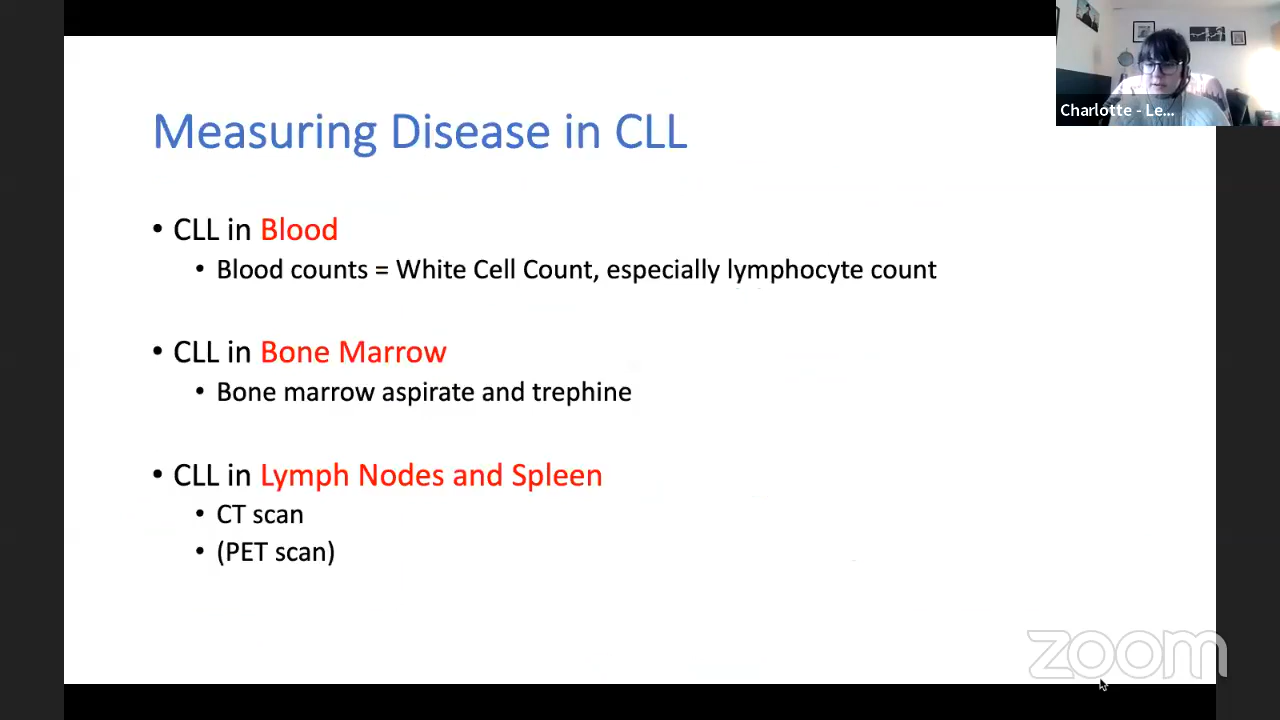 Charlotte - Le...
Measuring Disease in CLL
• CLL in Blood
• Blood counts = White Cell Count, especially lymphocyte count
• CLL in Bone Marrow
• Bone marrow aspirate and trephine
• CLL in Lymph Nodes and Spleen
• CT scan
• (PET scan)
zoom